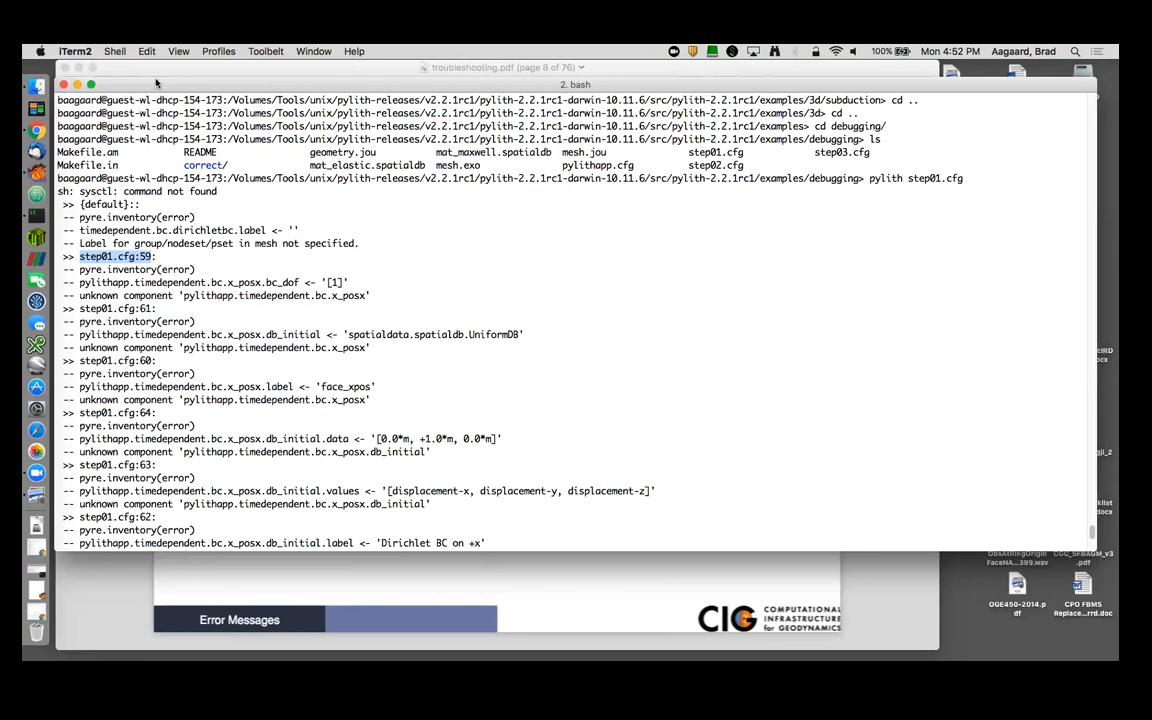 iTerm2 Shell Edit View Profiles Toolbelt Window Help 100% Mon 4:52 PM Aagaard, Brad
troubleshooting.pdf (page 8 of 76)
2. bash
baagaard@guest-wl-dhcp-154-173:/Volumes/Tools/unix/pylith-releases/v2.2.1rc1/pylith-2.2.1rc1-darwin-10.11.6/src/pylith-2.2.1rc1/examples/3d/subduction> cd ..
baagaard@guest-wl-dhcp-154-173:/Volumes/Tools/unix/pylith-releases/v2.2.1rc1/pylith-2.2.1rc1-darwin-10.11.6/src/pylith-2.2.1rc1/examples/3d> cd ..
baagaard@guest-wl-dhcp-154-173:/Volumes/Tools/unix/pylith-releases/v2.2.1rc1/pylith-2.2.1rc1-darwin-10.11.6/src/pylith-2.2.1rc1/examples> cd debugging/
baagaard@guest-wl-dhcp-154-173:/Volumes/Tools/unix/pylith-releases/v2.2.1rc1/pylith-2.2.1rc1-darwin-10.11.6/src/pylith-2.2.1rc1/examples/debugging> ls
Makefile.am README geometry.jou mat_maxwell.spatialdb mesh.jou step01.cfg step03.cfg
Makefile.in correct/ mat_elastic.spatialdb mesh.exo pylithapp.cfg step02.cfg
baagaard@guest-wl-dhcp-154-173:/Volumes/Tools/unix/pylith-releases/v2.2.1rc1/pylith-2.2.1rc1-darwin-10.11.6/src/pylith-2.2.1rc1/examples/debugging> pylith step01.cfg
sh: sysctl: command not found
>> {default}::
-- pyre.inventory(error)
-- timedependent.bc.dirichletbc.label <- ''
-- Label for group/nodeset/pset in mesh not specified.
>> step01.cfg:59:
-- pyre.inventory(error)
-- pylithapp.timedependent.bc.x_posx.bc_dof <- '[1]'
-- unknown component 'pylithapp.timedependent.bc.x_posx'
>> step01.cfg:61:
-- pyre.inventory(error)
-- pylithapp.timedependent.bc.x_posx.db_initial <- 'spatialdata.spatialdb.UniformDB'
-- unknown component 'pylithapp.timedependent.bc.x_posx'
>> step01.cfg:60:
-- pyre.inventory(error)
-- pylithapp.timedependent.bc.x_posx.label <- 'face_xpos'
-- unknown component 'pylithapp.timedependent.bc.x_posx'
>> step01.cfg:64:
-- pyre.inventory(error)
-- pylithapp.timedependent.bc.x_posx.db_initial.data <- '[0.0*m, +1.0*m, 0.0*m]'
-- unknown component 'pylithapp.timedependent.bc.x_posx.db_initial'
>> step01.cfg:63:
-- pyre.inventory(error)
-- pylithapp.timedependent.bc.x_posx.db_initial.values <- '[displacement-x, displacement-y, displacement-z]'
-- unknown component 'pylithapp.timedependent.bc.x_posx.db_initial'
>> step01.cfg:62:
-- pyre.inventory(error)
-- pylithapp.timedependent.bc.x_posx.db_initial.label <- 'Dirichlet BC on +x'
Error Messages
CIG COMPUTATIONAL
INFRASTRUCTURE
for GEODYNAMICS
FaceNA...399.wav
CGC_SFBAGM_v3
.pdf
OGE450-2014.p
df
CPO FBMS
Replace...rrd.doc